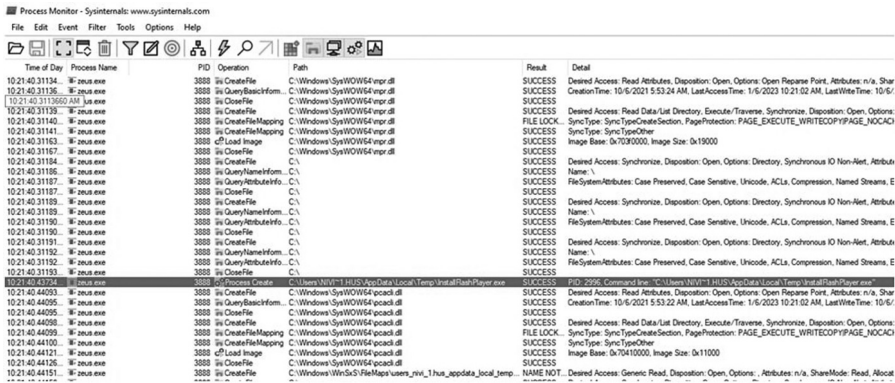 Process Monitor - Sysinternals: www.sysinternals.com
File Edit Event Filter Tools Options Help
Time of Day Process Name PID Operation Path Result Detail
10:21:40.31134... zeus.exe 3888 CreateFile C:\Windows\SysWOW64\mpr.dll SUCCESS Desired Access: Read Attributes, Disposition: Open, Options: Open Reparse Point, Attributes: n/a, Shar
10:21:40.31136... zeus.exe 3888 QueryBasicInform... C:\Windows\SysWOW64\mpr.dll SUCCESS CreationTime: 10/6/2021 5:53:24 AM, LastAccessTime: 1/6/2023 10:21:02 AM, LastWriteTime: 10/6/
10:21:40.3113660 AM us.exe 3888 CloseFile C:\Windows\SysWOW64\mpr.dll SUCCESS
10:21:40.31139... zeus.exe 3888 CreateFile C:\Windows\SysWOW64\mpr.dll SUCCESS Desired Access: Read Data/List Directory, Execute/Traverse, Synchronize, Disposition: Open, Options:
10:21:40.31140... zeus.exe 3888 CreateFileMapping C:\Windows\SysWOW64\mpr.dll FILE LOCK... SyncType: SyncTypeCreateSection, PageProtection: PAGE_EXECUTE_WRITECOPY|PAGE_NOCACH
10:21:40.31141... zeus.exe 3888 CreateFileMapping C:\Windows\SysWOW64\mpr.dll SUCCESS SyncType: SyncTypeOther
10:21:40.31163... zeus.exe 3888 Load Image C:\Windows\SysWOW64\mpr.dll SUCCESS Image Base: 0x703f0000, Image Size: 0x19000
10:21:40.31167... zeus.exe 3888 CloseFile C:\Windows\SysWOW64\mpr.dll SUCCESS
10:21:40.31184... zeus.exe 3888 CreateFile C:\ SUCCESS Desired Access: Synchronize, Disposition: Open, Options: Directory, Synchronous IO Non-Alert, Attribut
10:21:40.31186... zeus.exe 3888 QueryNameInform... C:\ SUCCESS Name: \
10:21:40.31187... zeus.exe 3888 QueryAttributeInfo... C:\ SUCCESS FileSystemAttributes: Case Preserved, Case Sensitive, Unicode, ACLs, Compression, Named Streams, E
10:21:40.31187... zeus.exe 3888 CloseFile C:\ SUCCESS
10:21:40.31189... zeus.exe 3888 CreateFile C:\ SUCCESS Desired Access: Synchronize, Disposition: Open, Options: Directory, Synchronous IO Non-Alert, Attribut
10:21:40.31189... zeus.exe 3888 QueryNameInform... C:\ SUCCESS Name: \
10:21:40.31190... zeus.exe 3888 QueryAttributeInfo... C:\ SUCCESS FileSystemAttributes: Case Preserved, Case Sensitive, Unicode, ACLs, Compression, Named Streams, E
10:21:40.31190... zeus.exe 3888 CloseFile C:\ SUCCESS
10:21:40.31191... zeus.exe 3888 CreateFile C:\ SUCCESS Desired Access: Synchronize, Disposition: Open, Options: Directory, Synchronous IO Non-Alert, Attribut
10:21:40.31192... zeus.exe 3888 QueryNameInform... C:\ SUCCESS Name: \
10:21:40.31192... zeus.exe 3888 QueryAttributeInfo... C:\ SUCCESS FileSystemAttributes: Case Preserved, Case Sensitive, Unicode, ACLs, Compression, Named Streams, E
10:21:40.31193... zeus.exe 3888 CloseFile C:\ SUCCESS
10:21:40.43734... zeus.exe 3888 Process Create C:\Users\NIVI~1.HUS\AppData\Local\Temp\InstallFlashPlayer.exe SUCCESS PID: 2996, Command line: "C:\Users\NIVI~1.HUS\AppData\Local\Temp\InstallFlashPlayer.exe"
10:21:40.44093... zeus.exe 3888 CreateFile C:\Windows\SysWOW64\pcacli.dll SUCCESS Desired Access: Read Attributes, Disposition: Open, Options: Open Reparse Point, Attributes: n/a, Shar
10:21:40.44095... zeus.exe 3888 QueryBasicInform... C:\Windows\SysWOW64\pcacli.dll SUCCESS CreationTime: 10/6/2021 5:53:22 AM, LastAccessTime: 1/6/2023 10:21:02 AM, LastWriteTime: 10/6/
10:21:40.44095... zeus.exe 3888 CloseFile C:\Windows\SysWOW64\pcacli.dll SUCCESS
10:21:40.44098... zeus.exe 3888 CreateFile C:\Windows\SysWOW64\pcacli.dll SUCCESS Desired Access: Read Data/List Directory, Execute/Traverse, Synchronize, Disposition: Open, Options:
10:21:40.44099... zeus.exe 3888 CreateFileMapping C:\Windows\SysWOW64\pcacli.dll FILE LOCK... SyncType: SyncTypeCreateSection, PageProtection: PAGE_EXECUTE_WRITECOPY|PAGE_NOCACH
10:21:40.44100... zeus.exe 3888 CreateFileMapping C:\Windows\SysWOW64\pcacli.dll SUCCESS SyncType: SyncTypeOther
10:21:40.44121... zeus.exe 3888 Load Image C:\Windows\SysWOW64\pcacli.dll SUCCESS Image Base: 0x70410000, Image Size: 0x11000
10:21:40.44126... zeus.exe 3888 CloseFile C:\Windows\SysWOW64\pcacli.dll SUCCESS
10:21:40.44151... zeus.exe 3888 CreateFile C:\Windows\WinSxS\FileMaps\users_nivi_1.hus_appdata_local_temp... NAME NOT... Desired Access: Generic Read, Disposition: Open, Options: , Attributes: n/a, ShareMode: Read, Allocat